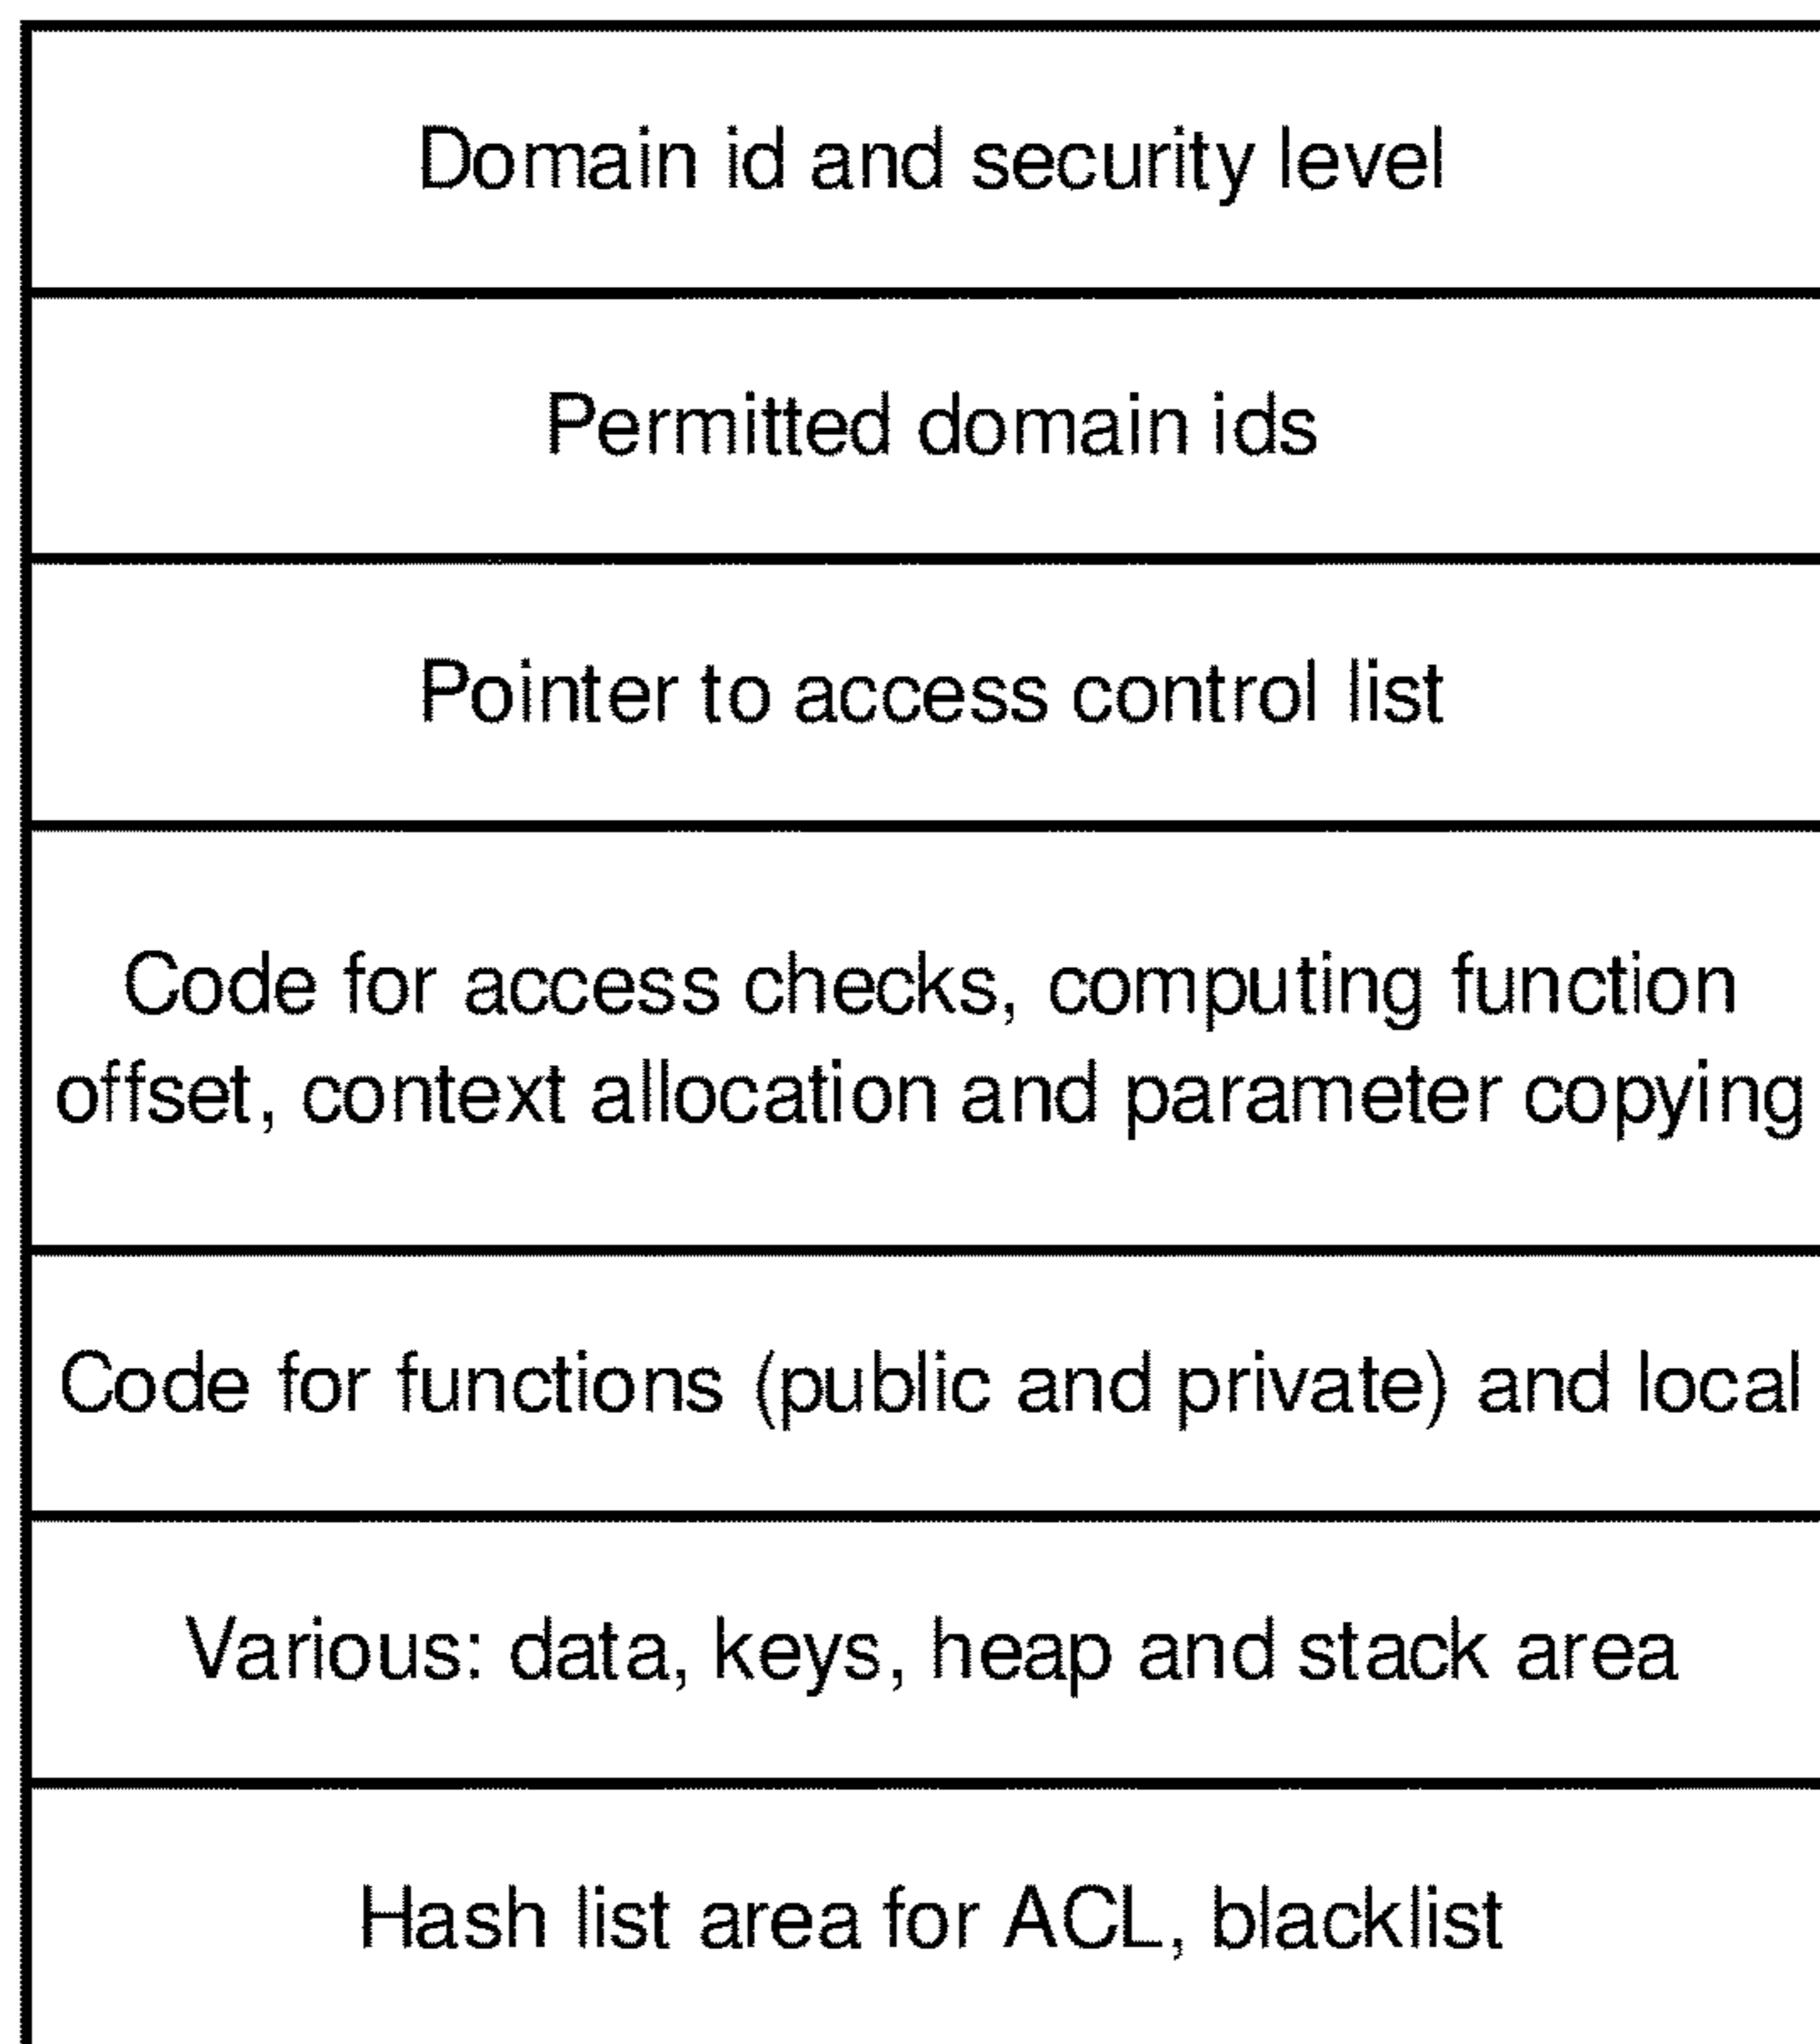 Domain id and security level
Permitted domain ids
Pointer to access control list
Code for access checks, computing function
offset, context allocation and parameter copying
Code for functions (public and private) and local
Various: data, keys, heap and stack area
Hash list area for ACL, blacklist